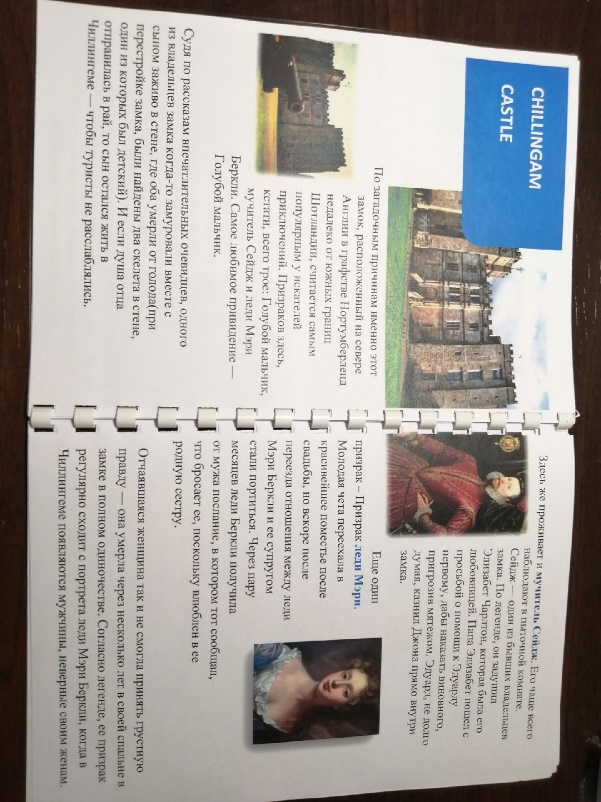 CHILLINGAM
CASTLE
По загадочным причинам именно этот
замок, расположенный на севере
Англии в графстве Нортумберленд
недалеко от южных границ
Шотландии, считается самым
популярным у искателей
приключений. Призраков здесь,
кстати, всего трое: Голубой мальчик,
мучитель Сейдж и леди Мэри
Беркли. Самое любимое привидение —
Голубой мальчик.
Судя по рассказам впечатлительных очевидцев, одного
из владельцев замка когда-то замуровали вместе с
сыном заживо в стене, где оба умерли от голода(при
перестройке замка, были найдены два скелета в стене,
один из которых был детский). И если душа отца
отправилась в рай, то сын остался жить в
Чиллингеме — чтобы туристы не расслаблялись.
Здесь же проживает и мучитель Сейдж. Его чаще всего
наблюдают в пыточной комнате.
Сейдж — один из бывших владельцев
замка. По легенде, он задушил
Элизабет Чарлтон, которая была его
любовницей. Папа Элизабет пошел с
просьбой о помощи к Эдуарду
первому, дабы наказать виновного,
пригрозив мятежом. Эдуард, не долго
думая, казнил Джона прямо внутри
замка.
Еще один
призрак – Призрак леди Мэри.
Молодая чета переехала в
красивейшее поместье после
свадьбы, но вскоре после
переезда отношения между леди
Мэри Беркли и ее супругом
стали портиться. Через пару
месяцев леди Беркли получила
от мужа послание, в котором тот сообщал,
что бросает ее, поскольку влюблен в ее
родную сестру.
Отчаявшаяся женщина так и не смогла принять грустную
правду — она умерла через несколько лет в своей спальне в
замке в полном одиночестве. Согласно легенде, ее призрак
регулярно сходит с портрета леди Мэри Беркли, когда в
Чиллингеме появляются мужчины, неверные своим женам.